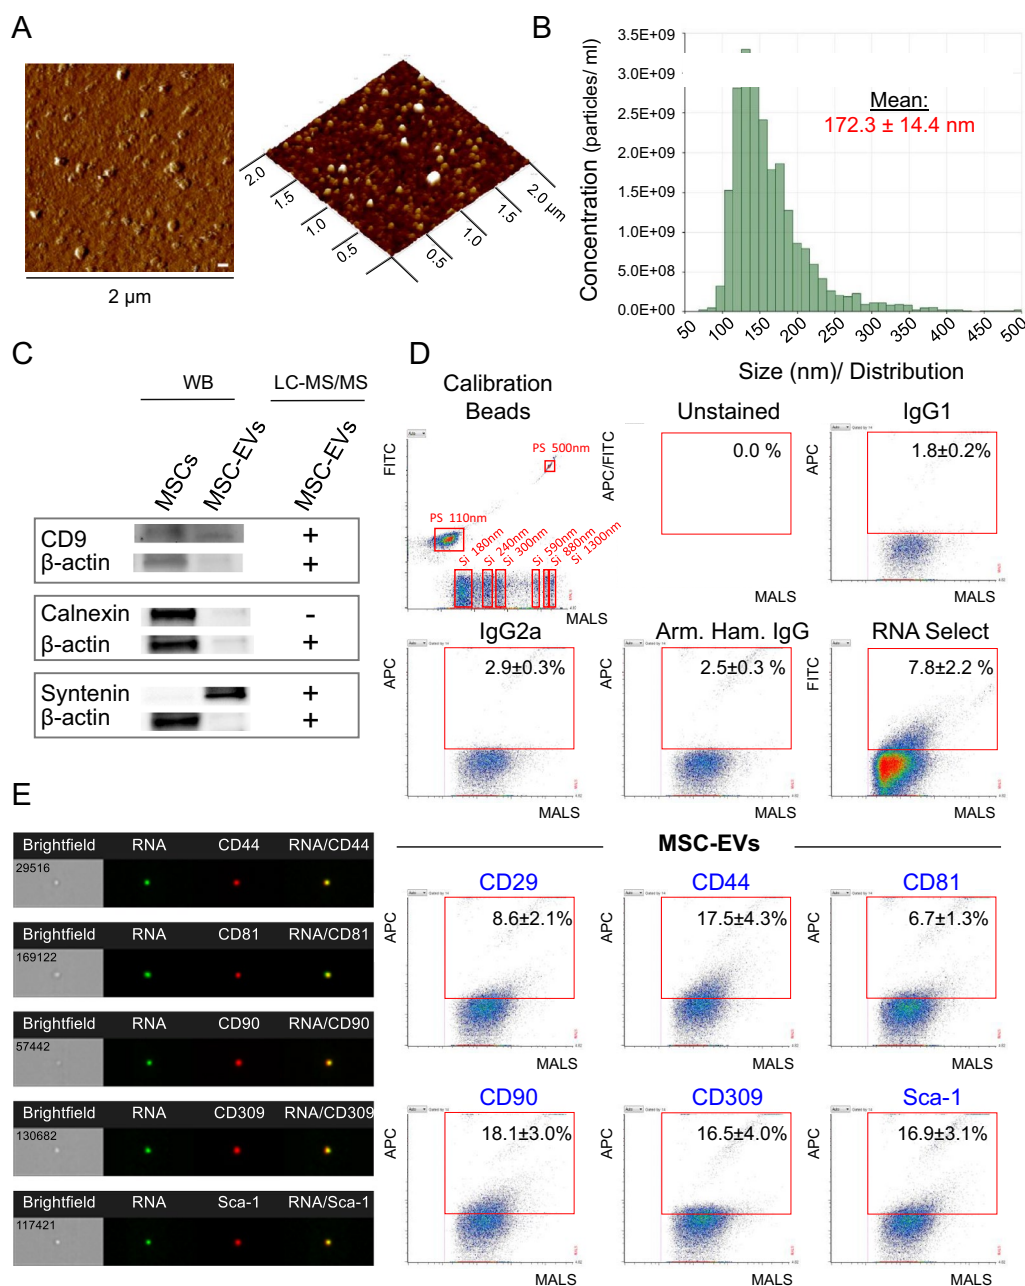 A
2 µm
2.0
1.5
1.0
0.5
0.5
1.0
1.5
2.0 µm
B
Concentration (particles/ ml)
3.5E+09
3.0E+09
2.5E+09
2.0E+09
1.5E+09
1.0E+09
5.0E+08
0.0E+00
Mean:
172.3 ± 14.4 nm
50
100
150
200
250
300
350
400
450
500
Size (nm)/ Distribution
C
WB
LC-MS/MS
MSCs
MSC-EVs
MSC-EVs
CD9
+
β-actin
+
Calnexin
-
β-actin
+
Syntenin
+
β-actin
+
D
Calibration
Beads
FITC
PS 500nm
PS 110nm
Si 180nm
Si 240nm
Si 300nm
Si 590nm
Si 880nm
Si 1300nm
MALS
Unstained
APC/FITC
0.0 %
MALS
IgG1
APC
1.8±0.2%
MALS
IgG2a
APC
2.9±0.3%
MALS
Arm. Ham. IgG
APC
2.5±0.3 %
MALS
RNA Select
FITC
7.8±2.2 %
MALS
MSC-EVs
CD29
APC
8.6±2.1%
MALS
CD44
APC
17.5±4.3%
MALS
CD81
APC
6.7±1.3%
MALS
CD90
APC
18.1±3.0%
MALS
CD309
APC
16.5±4.0%
MALS
Sca-1
APC
16.9±3.1%
MALS
E
Brightfield RNA CD44 RNA/CD44
29516
Brightfield RNA CD81 RNA/CD81
169122
Brightfield RNA CD90 RNA/CD90
57442
Brightfield RNA CD309 RNA/CD309
130682
Brightfield RNA Sca-1 RNA/Sca-1
117421